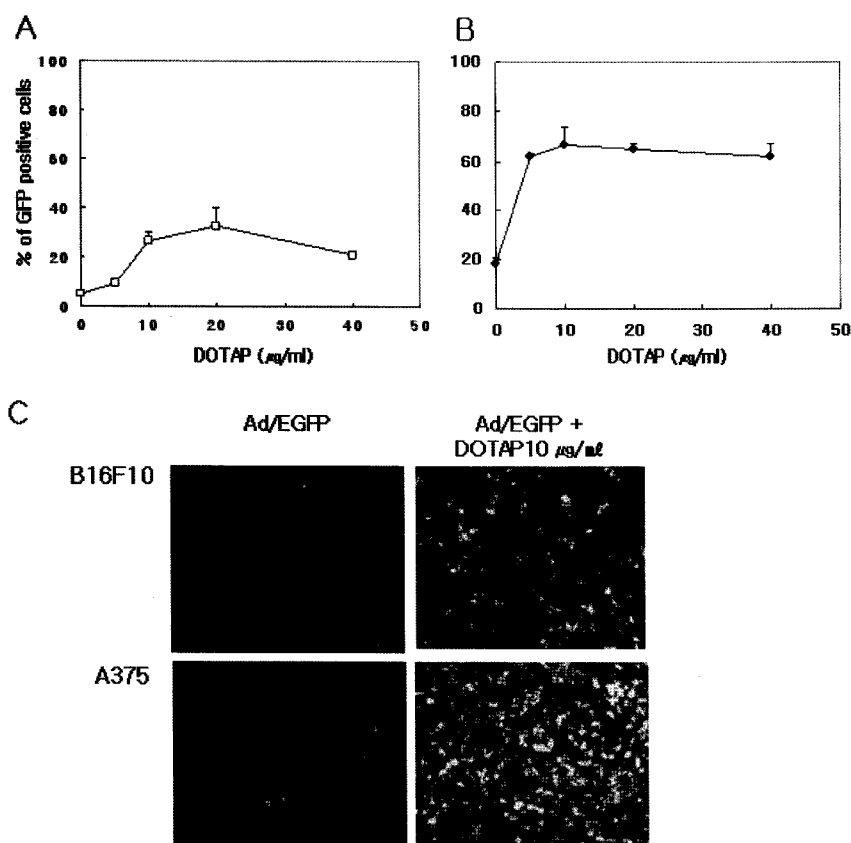 A
B
% of GFP positive cells
100
80
60
40
20
0
0 10 20 30 40 50
DOTAP (㎍/ml)
100
80
60
40
20
0
0 10 20 30 40 50
DOTAP (㎍/ml)
C
Ad/EGFP
Ad/EGFP +
DOTAP10 ㎍/㎖
B16F10
A375